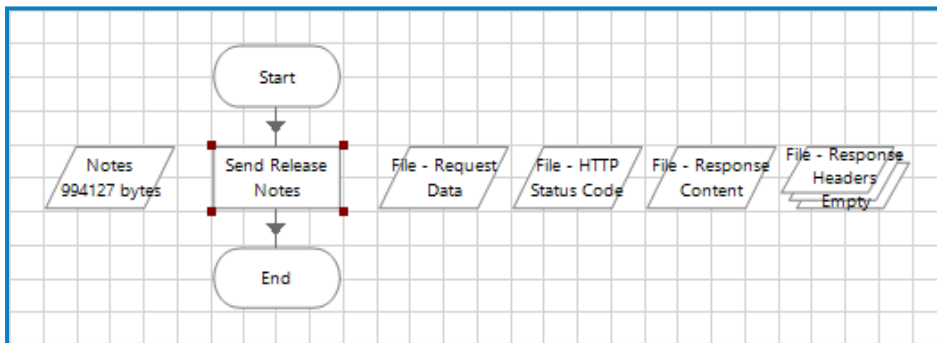 Start
Notes
994127 bytes
Send Release
Notes
File - Request
Data
File - HTTP
Status Code
File - Response
Content
File - Response
Headers
Empty
End